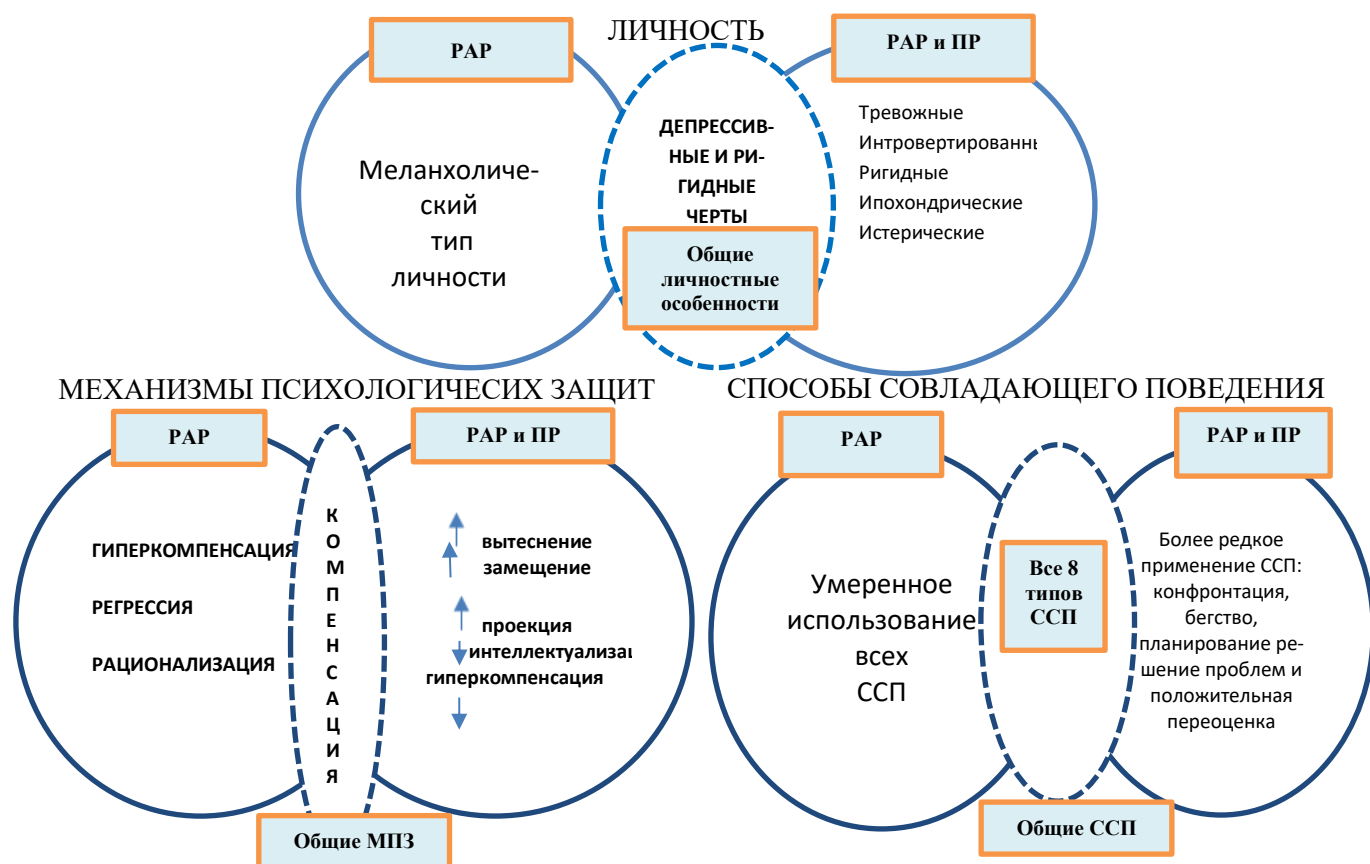 ЛИЧНОСТЬ
РАР
РАР и ПР
Меланхоличе-
ский
тип
личности
ДЕПРЕССИВ-
НЫЕ И РИ-
ГИДНЫЕ
ЧЕРТЫ
Общие
личностные
особенности
Тревожные
Интровертированны
Ригидные
Ипохондрические
Истерические
МЕХАНИЗМЫ ПСИХОЛОГИЧЕСИХ ЗАЩИТ
РАР
РАР и ПР
ГИПЕРКОМПЕНСАЦИЯ
РЕГРЕССИЯ
РАЦИОНАЛИЗАЦИЯ
К
О
М
П
Е
Н
С
А
Ц
И
Я
вытеснение
замещение
проекция
интеллектуализац
гиперкомпенсация
Общие МПЗ
СПОСОБЫ СОВЛАДАЮЩЕГО ПОВЕДЕНИЯ
РАР
РАР и ПР
Умеренное
использование
всех
ССП
Все 8
типов
ССП
Более редкое
применение ССП:
конфронтация,
бегство,
планирование ре-
шение проблем и
положительная
переоценка
Общие ССП